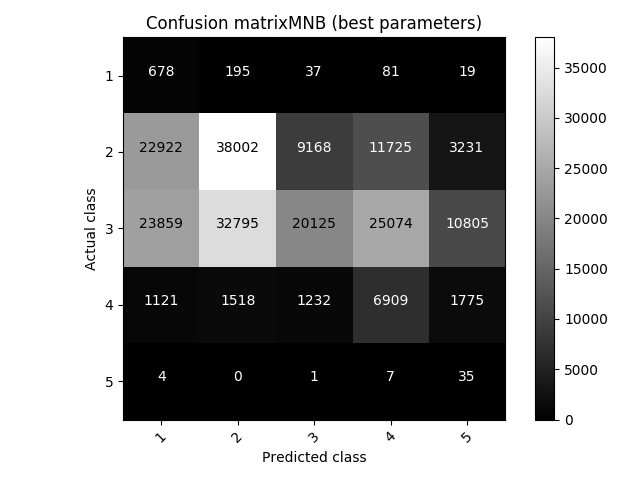 Confusion matrixMNB (best parameters)
1 678 195 37 81 19
2 22922 38002 9168 11725 3231
3 23859 32795 20125 25074 10805
4 1121 1518 1232 6909 1775
5 4 0 1 7 35
1 2 3 4 5
Actual class
Predicted class
35000
30000
25000
20000
15000
10000
5000
0